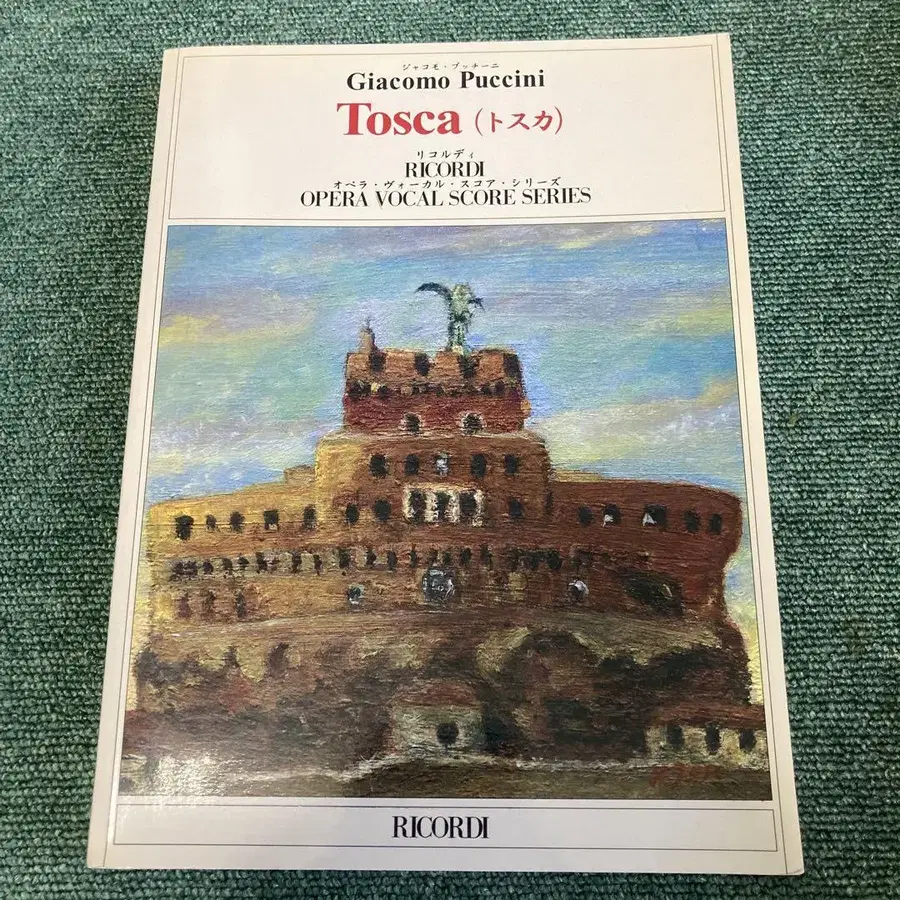 ジャコモ・プッチーニ
Giacomo Puccini
Tosca (トスカ)
リコルディ
RICORDI
オペラ・ヴォーカル・スコア・シリーズ
OPERA VOCAL SCORE SERIES
RICORDI